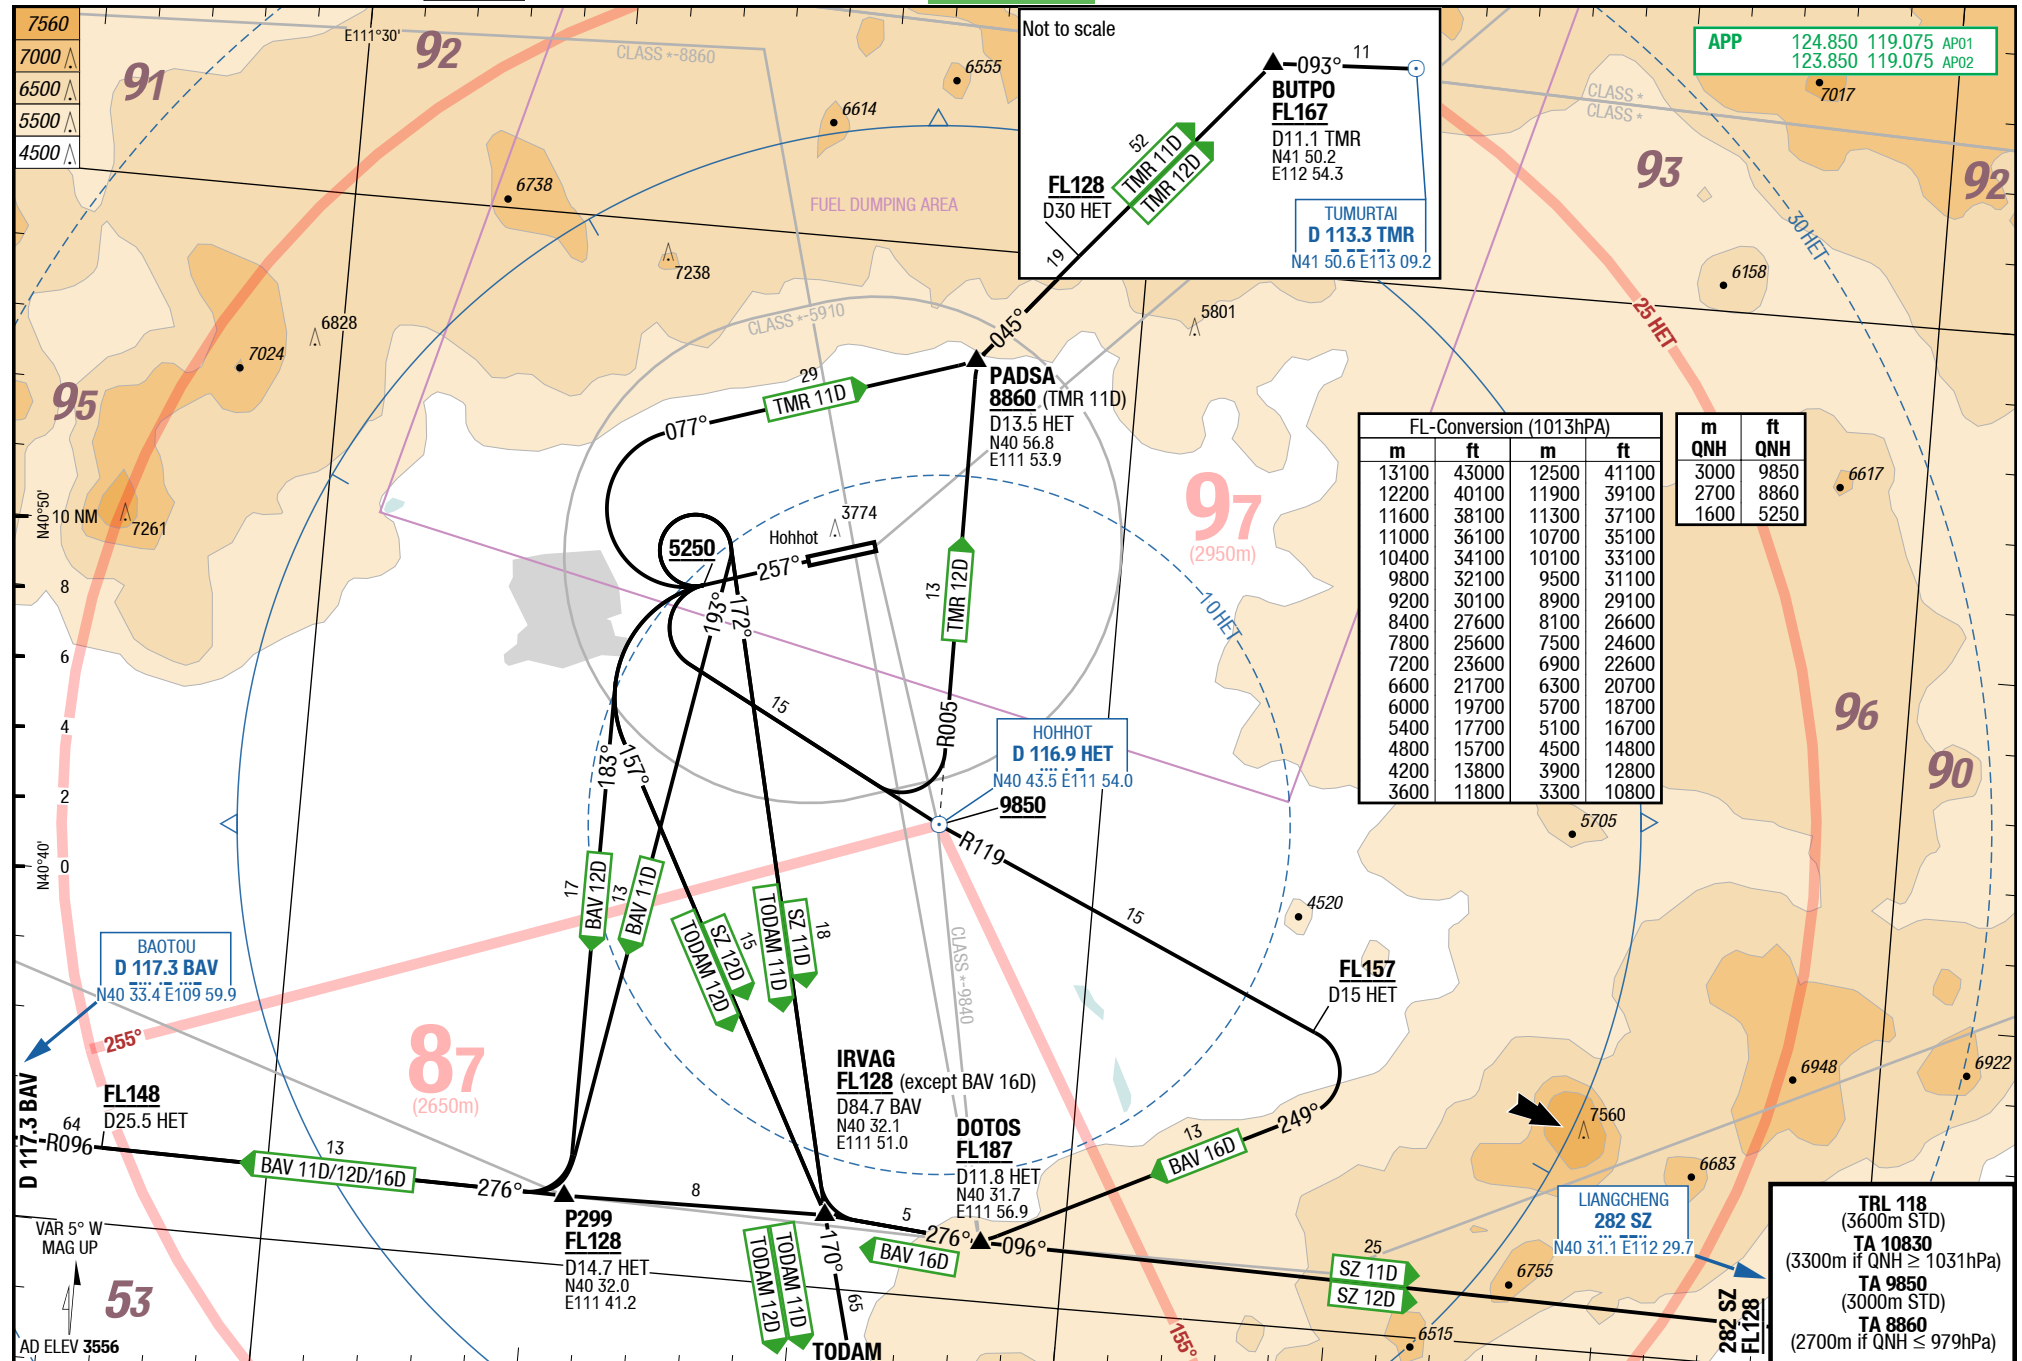 7560
7000
6500
5500
4500
E111°30'
91
92
CLASS *-8860
6555
6614
6738
7238
FUEL DUMPING AREA
6828
7024
95
CLASS *-5910
Not to scale
093°
11
BUTPO
FL167
D11.1 TMR
N41 50.2
E112 54.3
52
TMR 11D
TMR 12D
FL128
D30 HET
19
TUMURTAI
D 113.3 TMR
N41 50.6 E113 09.2
APP 124.850 119.075 AP01
123.850 119.075 AP02
CLASS *
CLASS *
7017
93
92
30 HET
6158
25 HET
5801
045°
PADSA
8860 (TMR 11D)
D13.5 HET
N40 56.8
E111 53.9
29
TMR 11D
077°
FL-Conversion (1013hPA)
m ft m ft
13100 43000 12500 41100
12200 40100 11900 39100
11600 38100 11300 37100
11000 36100 10700 35100
10400 34100 10100 33100
9800 32100 9500 31100
9200 30100 8900 29100
8400 27600 8100 26600
7800 25600 7500 24600
7200 23600 6900 22600
6600 21700 6300 20700
6000 19700 5700 18700
5400 17700 5100 16700
4800 15700 4500 14800
4200 13800 3900 12800
3600 11800 3300 10800
m ft
QNH QNH
3000 9850
2700 8860
1600 5250
6617
N40°50'
10 NM
8
6
4
2
0
N40°40'
7261
5250
Hohhot
3774
257°
193°
172°
97
(2950m)
13
TMR 12D
10 HET
R005
15
183°
157°
HOHHOT
D 116.9 HET
N40 43.5 E111 54.0
9850
R119
96
90
5705
4520
15
17
BAV 12D
13
BAV 11D
TODAM 12D
SZ 12D
15
TODAM 11D
SZ 11D
18
CLASS *-9840
BAOTOU
D 117.3 BAV
N40 33.4 E109 59.9
255°
87
(2650m)
FL157
D15 HET
6948
6922
7560
6683
D 117.3 BAV
FL148
D25.5 HET
64
R096
13
BAV 11D/12D/16D
276°
IRVAG
FL128 (except BAV 16D)
D84.7 BAV
N40 32.1
E111 51.0
DOTOS
FL187
D11.8 HET
N40 31.7
E111 56.9
249°
13
BAV 16D
8
5
276°
096°
BAV 16D
P299
FL128
D14.7 HET
N40 32.0
E111 41.2
TODAM 12D
TODAM 11D
170°
65
TODAM
155°
25
SZ 11D
SZ 12D
LIANGCHENG
282 SZ
N40 31.1 E112 29.7
6755
6515
282 SZ
FL128
TRL 118
(3600m STD)
TA 10830
(3300m if QNH ≥ 1031hPa)
TA 9850
(3000m STD)
TA 8860
(2700m if QNH ≤ 979hPa)
VAR 5° W
MAG UP
53
AD ELEV 3556